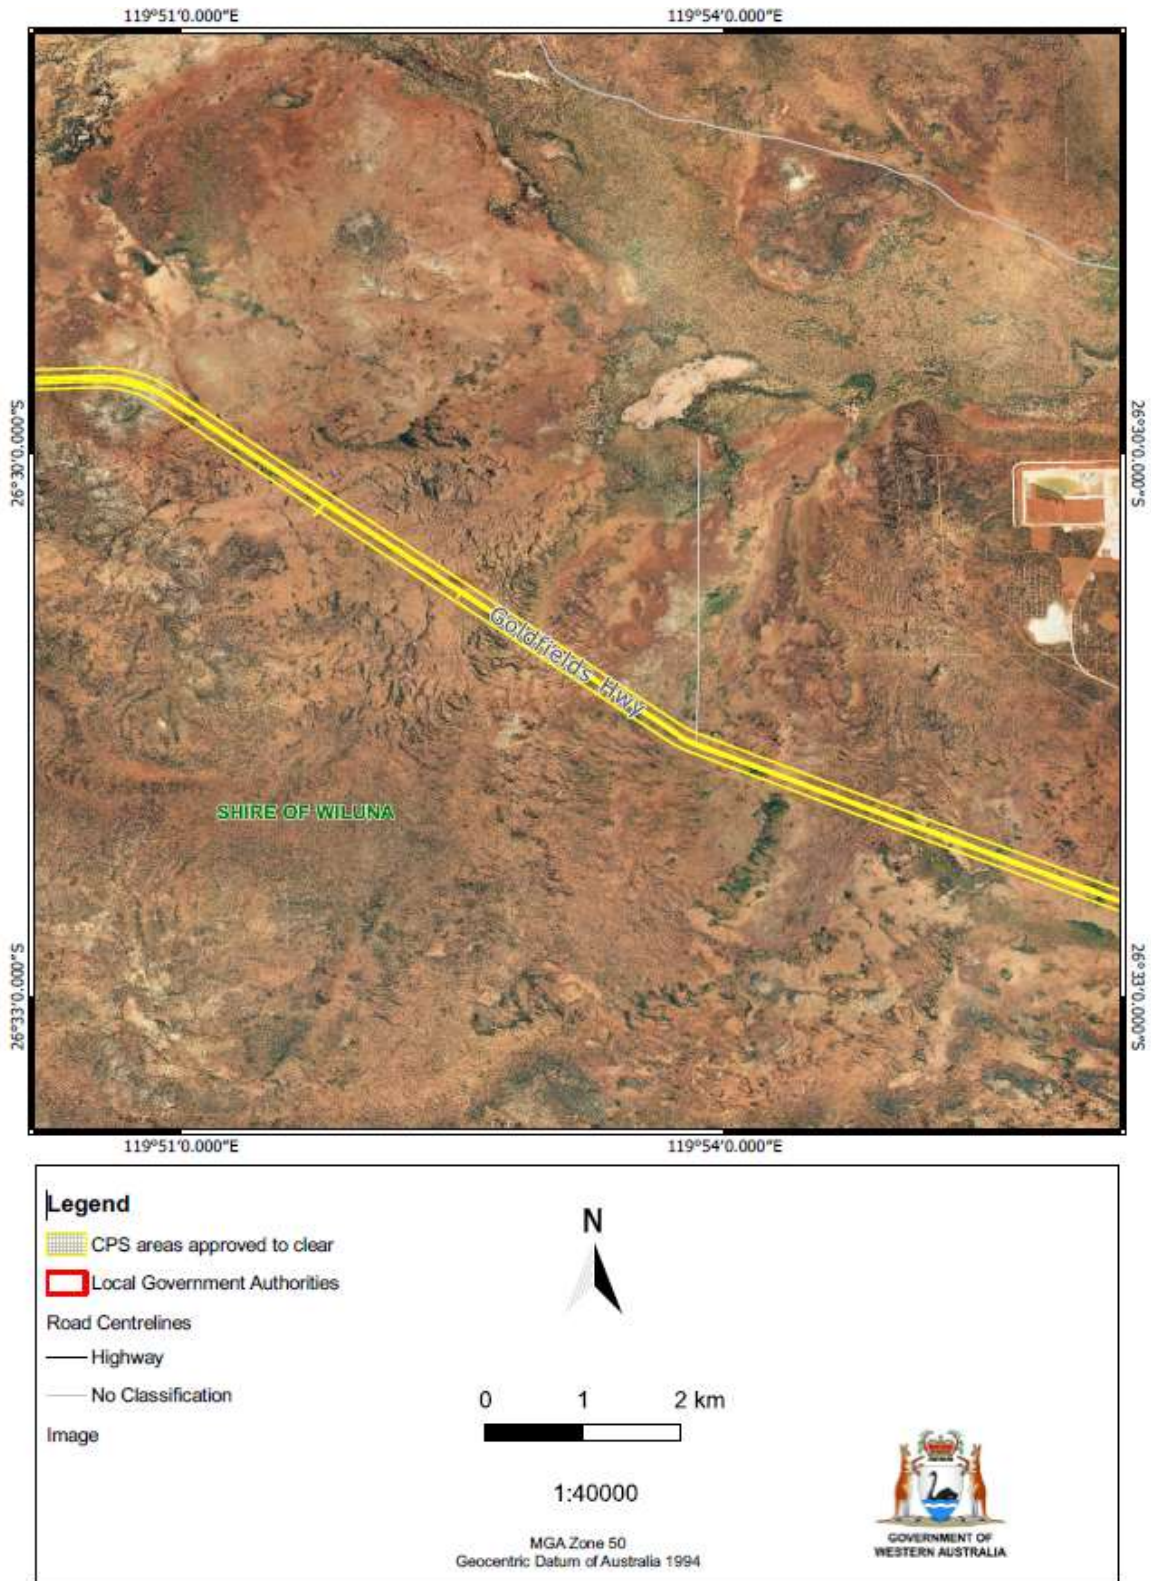 119°51'0.000"E
119°54'0.000"E
26°30'0.000"S
26°30'0.000"S
Goldfields Hwy
SHIRE OF WILUNA
26°33'0.000"S
26°33'0.000"S
119°51'0.000"E
119°54'0.000"E
Legend
CPS areas approved to clear
Local Government Authorities
Road Centrelines
Highway
No Classification
Image
N
0 1 2 km
1:40000
MGA Zone 50
Geocentric Datum of Australia 1994
GOVERNMENT OF
WESTERN AUSTRALIA